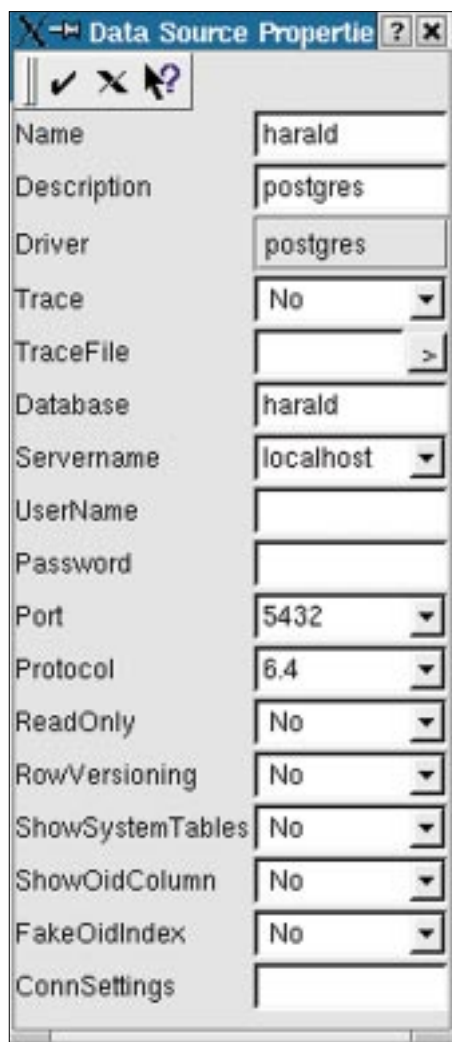 Data Source Propertie ?
?
Name harald
Description postgres
Driver postgres
Trace No
TraceFile >
Database harald
Servername localhost
UserName
Password
Port 5432
Protocol 6.4
ReadOnly No
RowVersioning No
ShowSystemTables No
ShowOidColumn No
FakeOidIndex No
ConnSettings